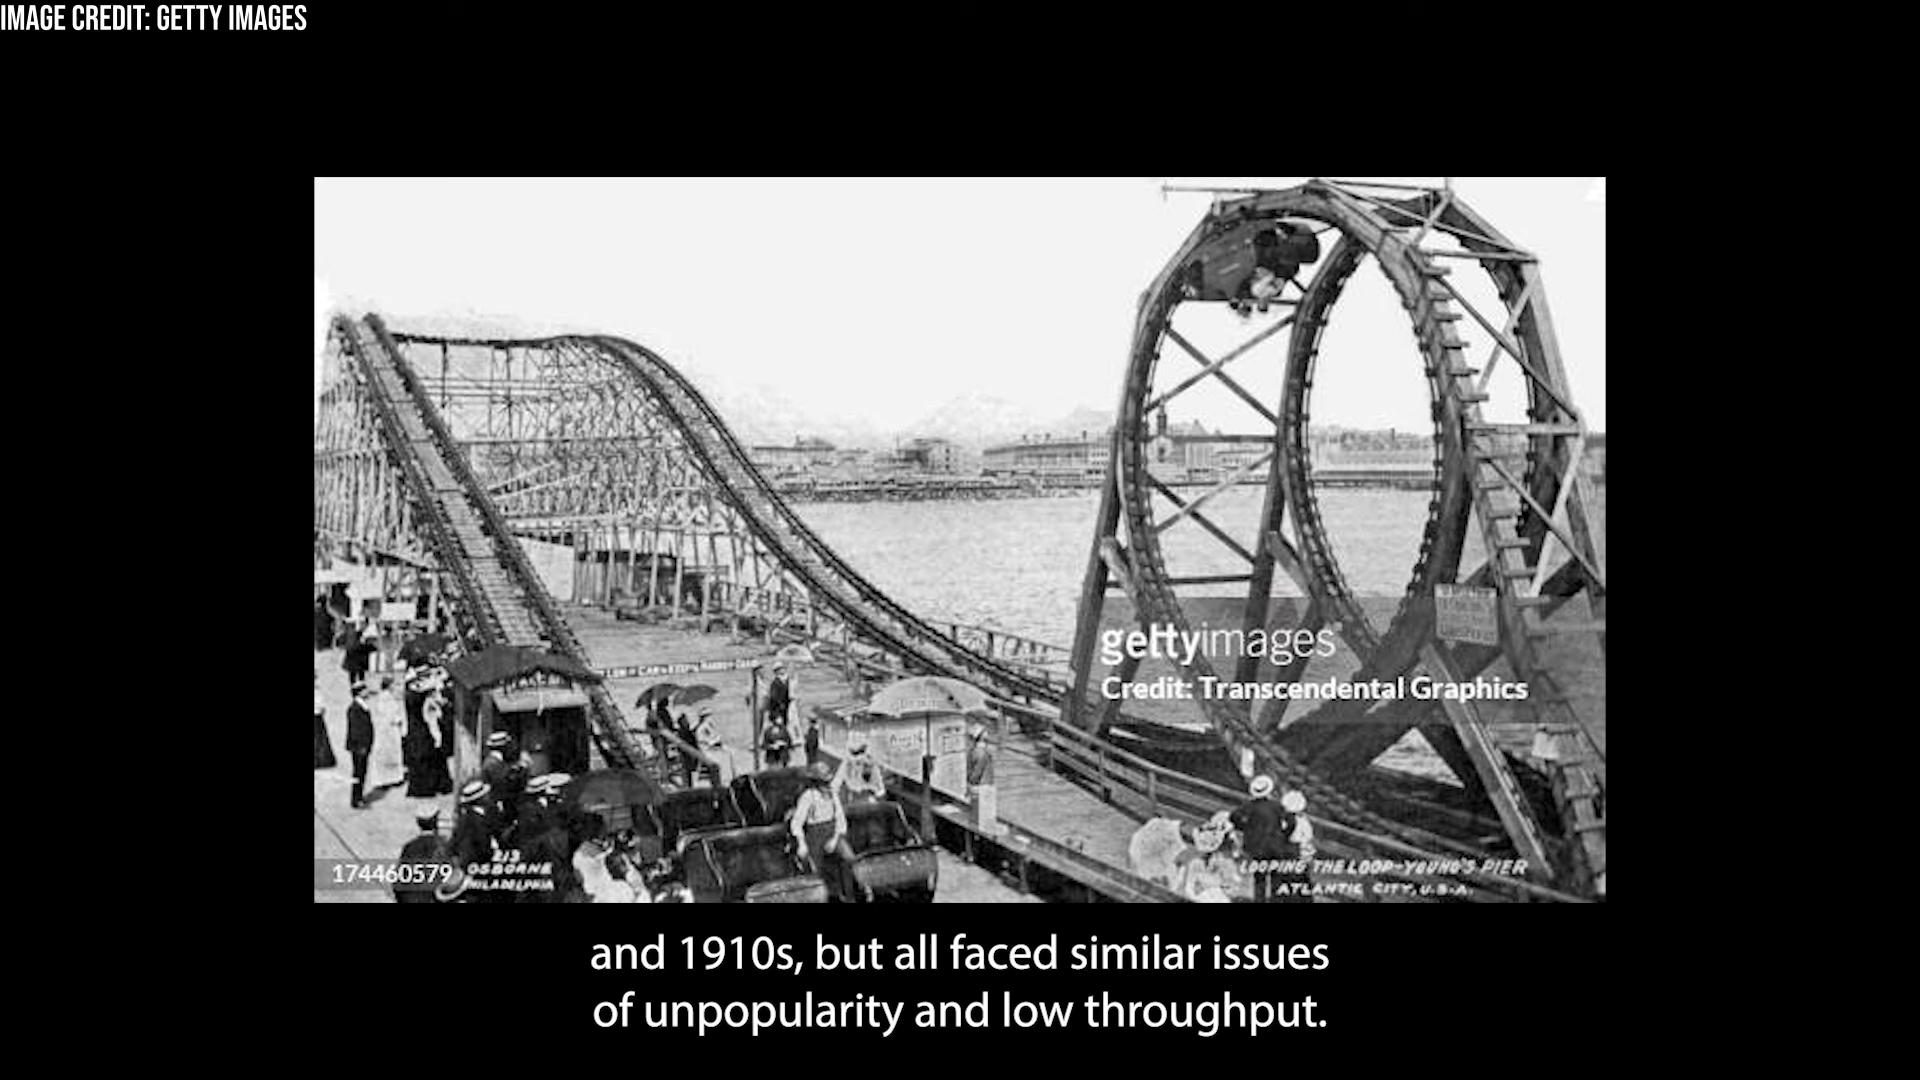 IMAGE CREDIT: GETTY IMAGES
gettyimages®
Credit: Transcendental Graphics
174460579
213
OSBORNE
PHILADELPHIA
LOOPING THE LOOP-YOUNG'S PIER
ATLANTIC CITY, U.S.A.
and 1910s, but all faced similar issues
of unpopularity and low throughput.